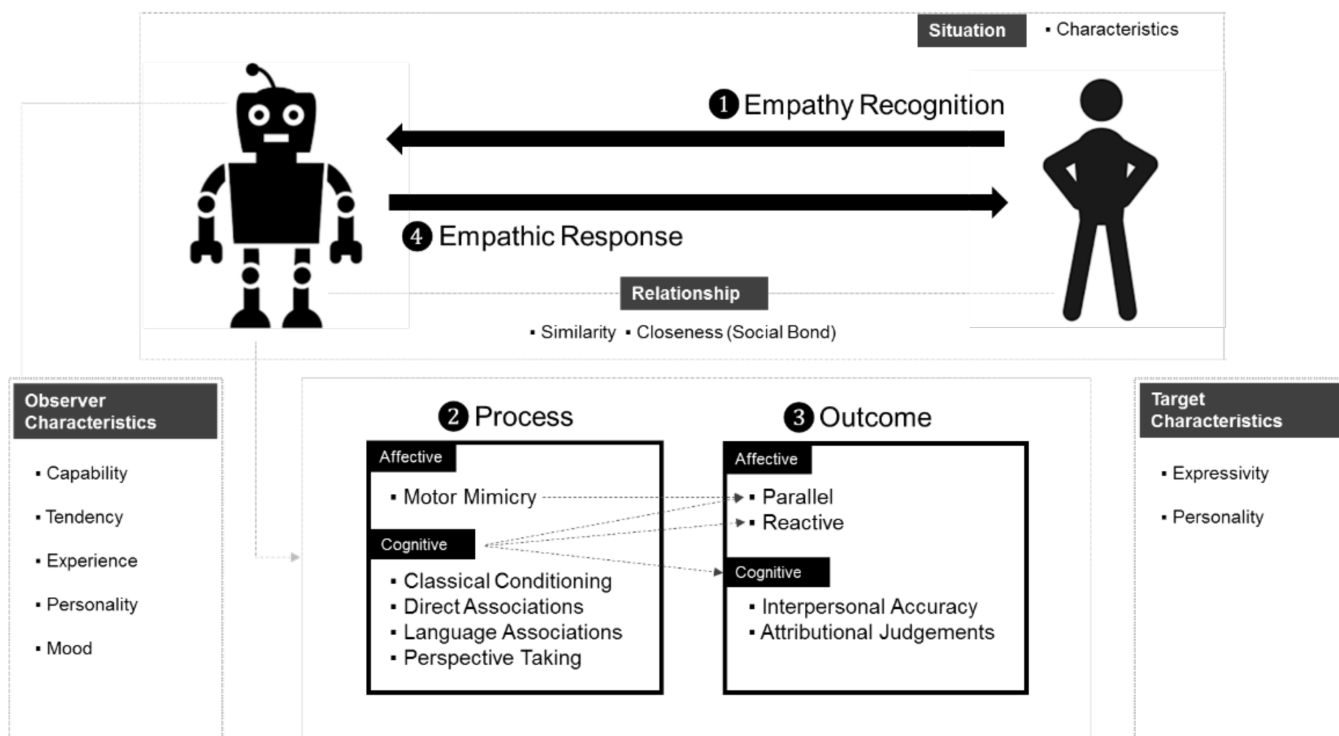 Situation
▪ Characteristics
❶ Empathy Recognition
❹ Empathic Response
Relationship
▪ Similarity ▪ Closeness (Social Bond)
Observer
Characteristics
▪ Capability
▪ Tendency
▪ Experience
▪ Personality
▪ Mood
❷ Process
Affective
▪ Motor Mimicry
Cognitive
▪ Classical Conditioning
▪ Direct Associations
▪ Language Associations
▪ Perspective Taking
❸ Outcome
Affective
▪ Parallel
▪ Reactive
Cognitive
▪ Interpersonal Accuracy
▪ Attributional Judgements
Target
Characteristics
▪ Expressivity
▪ Personality